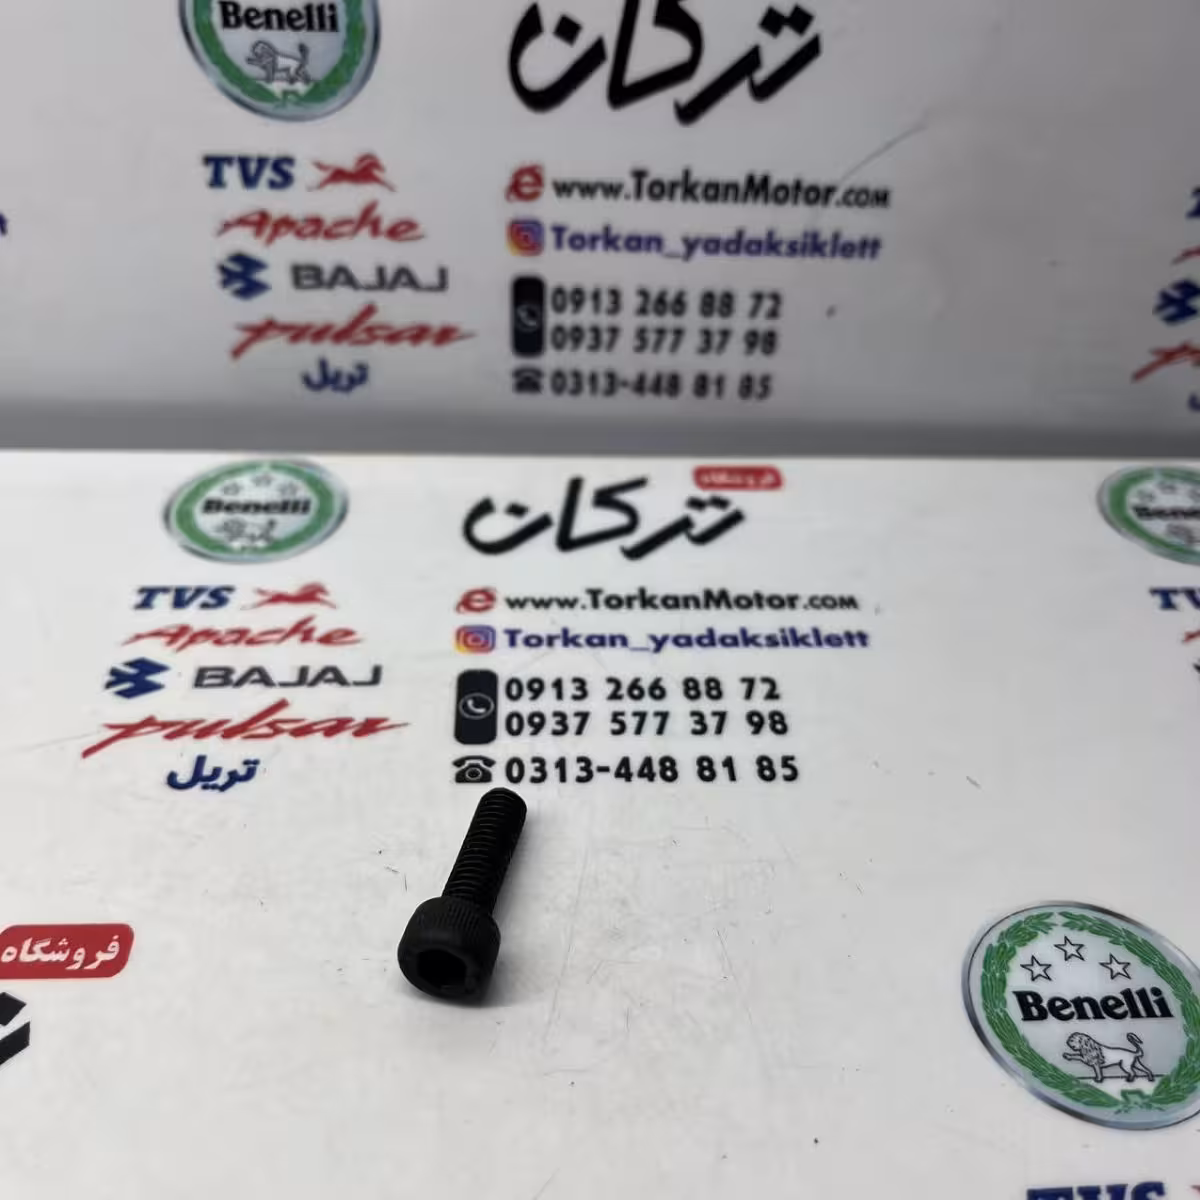 Benelli
ترکان
TVS
www.TorkanMotor.com
Apache
Torkan_yadaksiklett
BAJAJ
0913 266 88 72
pulsar
0937 577 37 98
تریل
0313-448 81 85
Benelli
فروشگاه
ترکان
Benelli
TVS
www.TorkanMotor.com
Apache
Torkan_yadaksiklett
BAJAJ
0913 266 88 72
pulsar
0937 577 37 98
تریل
0313-448 81 85
فروشگاه
Benelli
TVS